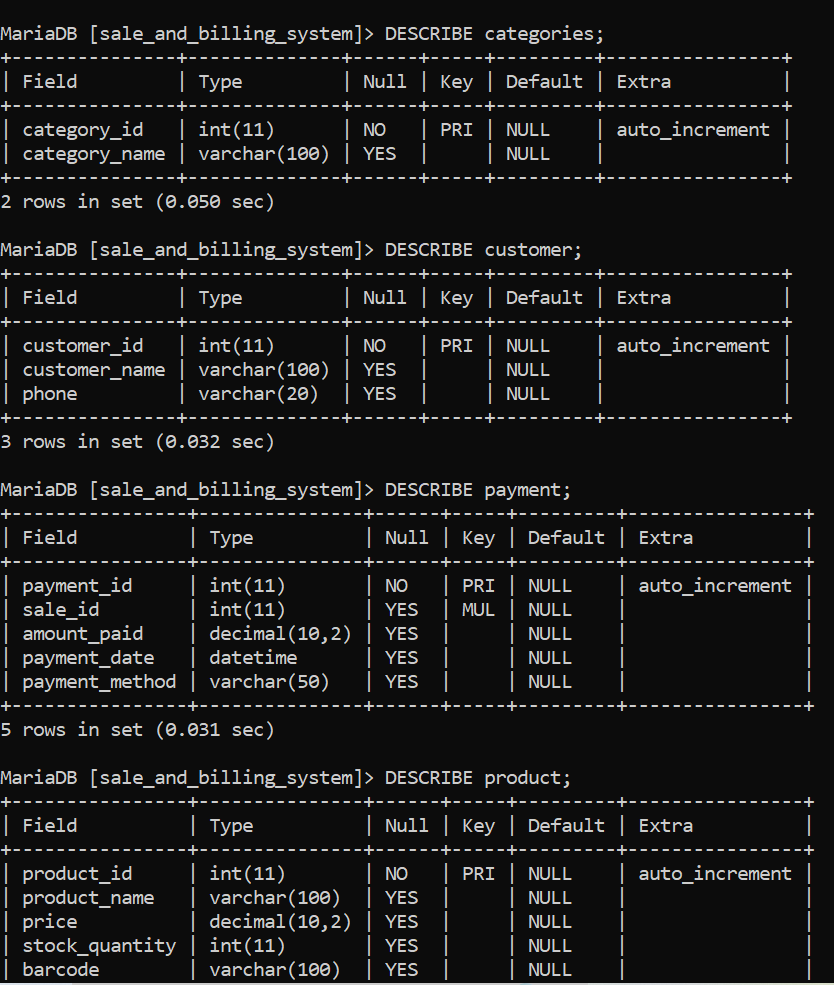 MariaDB [sale_and_billing_system]> DESCRIBE categories;
+---------------+--------------+------+-----+---------+----------------+
| Field         | Type         | Null | Key | Default | Extra          |
+---------------+--------------+------+-----+---------+----------------+
| category_id   | int(11)      | NO   | PRI | NULL    | auto_increment |
| category_name | varchar(100) | YES  |     | NULL    |                |
+---------------+--------------+------+-----+---------+----------------+
2 rows in set (0.050 sec)
MariaDB [sale_and_billing_system]> DESCRIBE customer;
+---------------+--------------+------+-----+---------+----------------+
| Field         | Type         | Null | Key | Default | Extra          |
+---------------+--------------+------+-----+---------+----------------+
| customer_id   | int(11)      | NO   | PRI | NULL    | auto_increment |
| customer_name | varchar(100) | YES  |     | NULL    |                |
| phone         | varchar(20)  | YES  |     | NULL    |                |
+---------------+--------------+------+-----+---------+----------------+
3 rows in set (0.032 sec)
MariaDB [sale_and_billing_system]> DESCRIBE payment;
+----------------+---------------+------+-----+---------+----------------+
| Field          | Type          | Null | Key | Default | Extra          |
+----------------+---------------+------+-----+---------+----------------+
| payment_id     | int(11)       | NO   | PRI | NULL    | auto_increment |
| sale_id        | int(11)       | YES  | MUL | NULL    |                |
| amount_paid    | decimal(10,2) | YES  |     | NULL    |                |
| payment_date   | datetime      | YES  |     | NULL    |                |
| payment_method | varchar(50)   | YES  |     | NULL    |                |
+----------------+---------------+------+-----+---------+----------------+
5 rows in set (0.031 sec)
MariaDB [sale_and_billing_system]> DESCRIBE product;
+----------------+---------------+------+-----+---------+----------------+
| Field          | Type          | Null | Key | Default | Extra          |
+----------------+---------------+------+-----+---------+----------------+
| product_id     | int(11)       | NO   | PRI | NULL    | auto_increment |
| product_name   | varchar(100)  | YES  |     | NULL    |                |
| price          | decimal(10,2) | YES  |     | NULL    |                |
| stock_quantity | int(11)       | YES  |     | NULL    |                |
| barcode        | varchar(100)  | YES  |     | NULL    |                |